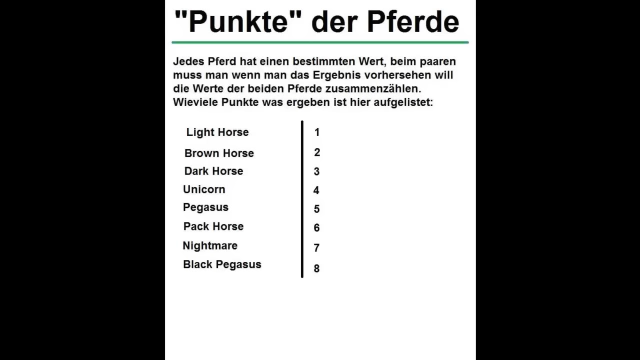 "Punkte" der Pferde
Jedes Pferd hat einen bestimmten Wert, beim paaren
muss man wenn man das Ergebnis vorhersehen will
die Werte der beiden Pferde zusammenzählen.
Wieviele Punkte was ergeben ist hier aufgelistet:
Light Horse 1
Brown Horse 2
Dark Horse 3
Unicorn 4
Pegasus 5
Pack Horse 6
Nightmare 7
Black Pegasus 8